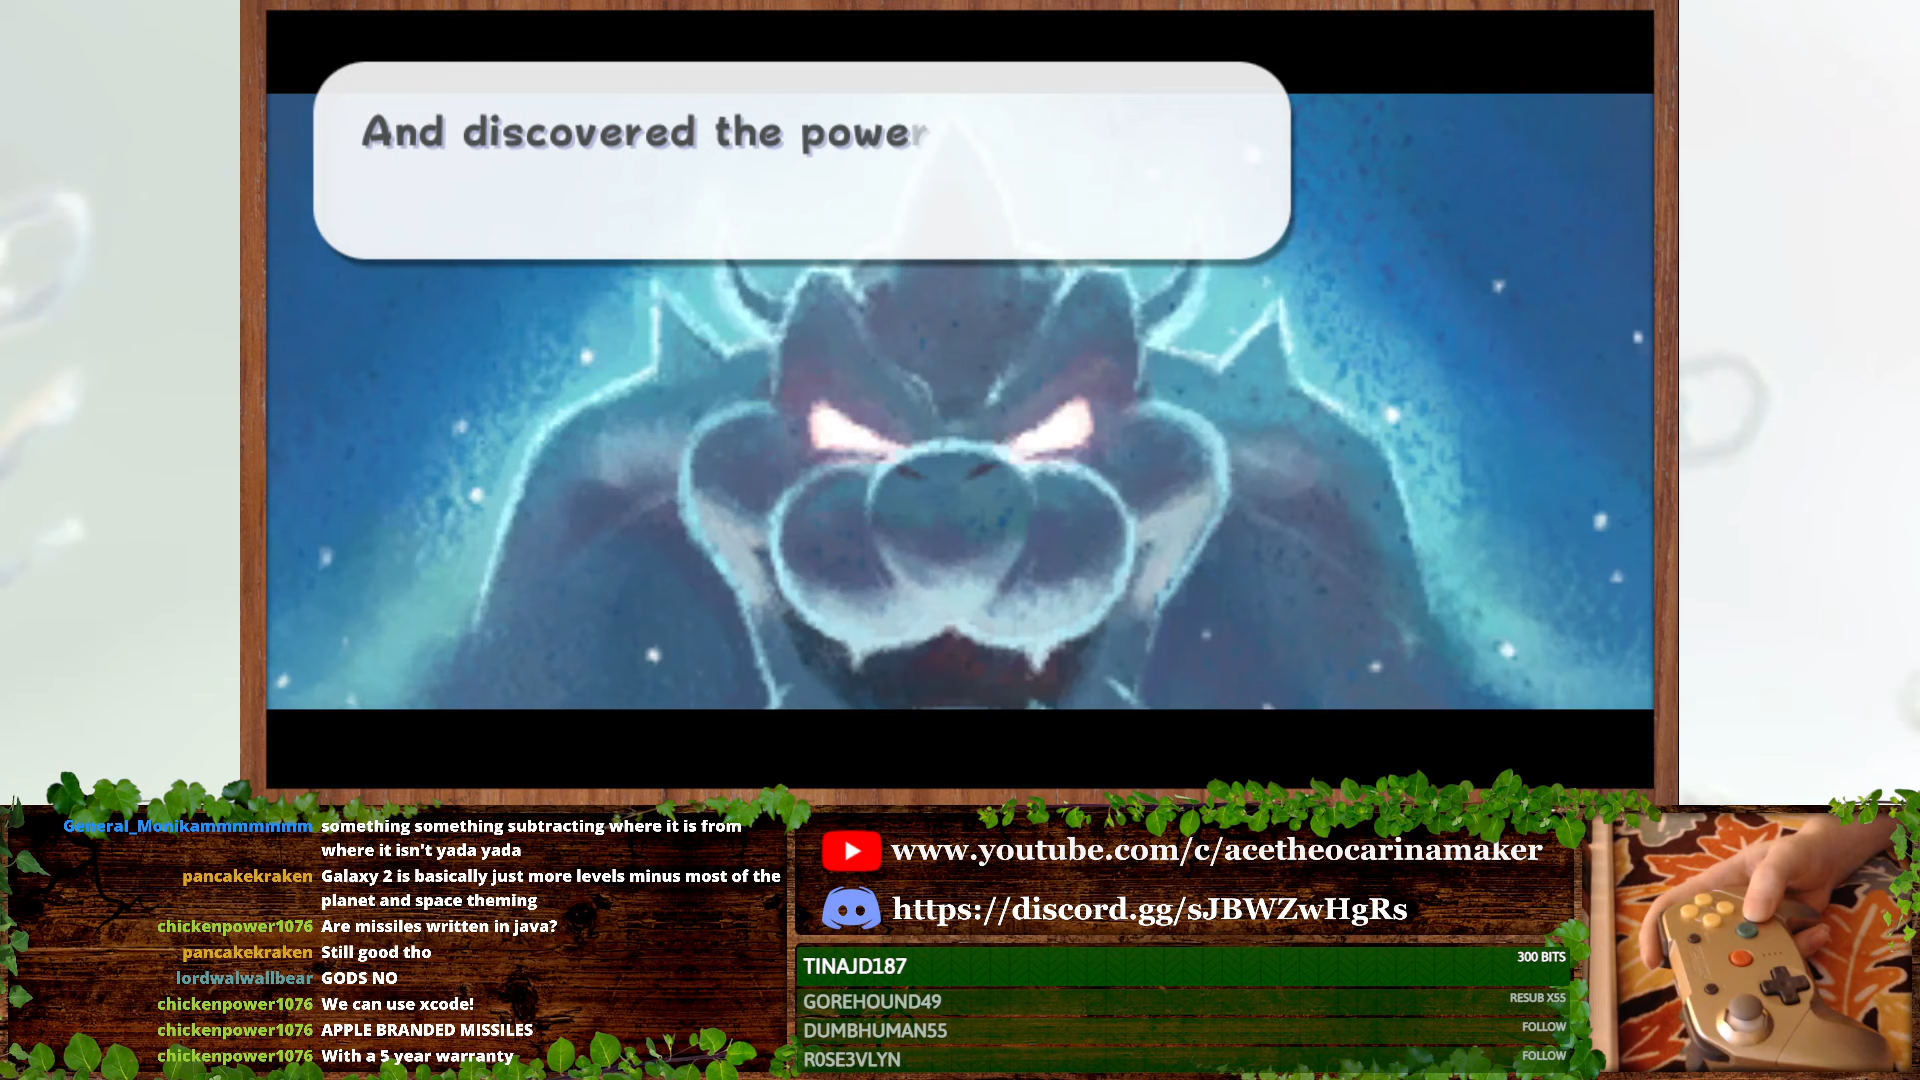 And discovered the power
General_Monikammmmmmm something something subtracting where it is from
where it isn't yada yada
pancakekraken Galaxy 2 is basically just more levels minus most of the
planet and space theming
chickenpower1076 Are missiles written in java?
pancakekraken Still good tho
lordwalwallbear GODS NO
chickenpower1076 We can use xcode!
chickenpower1076 APPLE BRANDED MISSILES
chickenpower1076 With a 5 year warranty
www.youtube.com/c/acetheocarinamaker
https://discord.gg/sJBWZwHgRs
TINAJD187 300 BITS
GOREHOUND49 RESUB X55
DUMBHUMAN55 FOLLOW
R0SE3VLYN FOLLOW